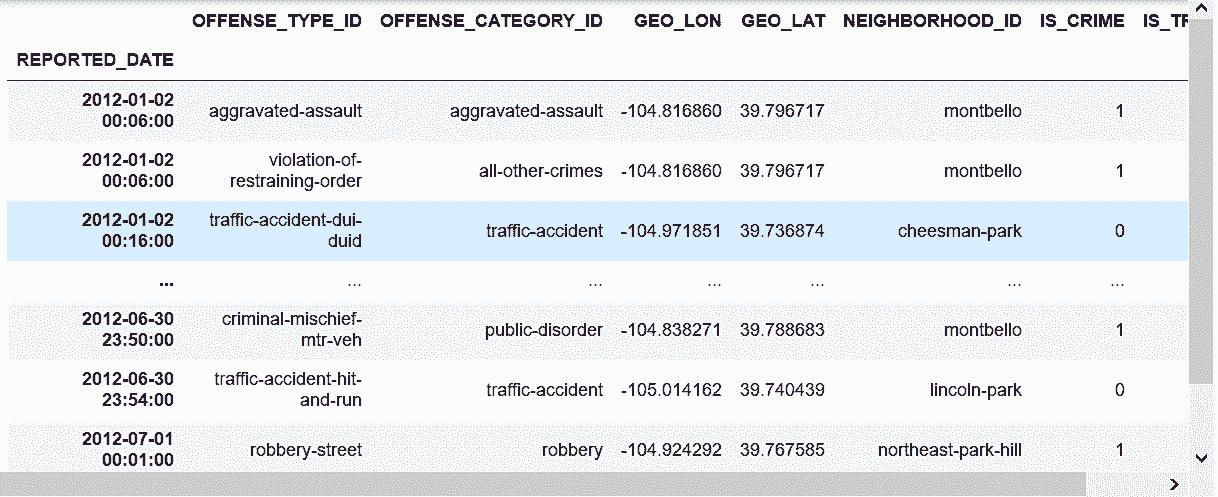 OFFENSE_TYPE_ID OFFENSE_CATEGORY_ID GEO_LON GEO_LAT NEIGHBORHOOD_ID IS_CRIME IS_TR
REPORTED_DATE
2012-01-02 00:06:00 aggravated-assault aggravated-assault -104.816860 39.796717 montbello 1
2012-01-02 00:06:00 violation-of-restraining-order all-other-crimes -104.816860 39.796717 montbello 1
2012-01-02 00:16:00 traffic-accident-dui-duid traffic-accident -104.971851 39.736874 cheesman-park 0
... ... ... ... ... ... ...
2012-06-30 23:50:00 criminal-mischief-mtr-veh public-disorder -104.838271 39.788683 montbello 1
2012-06-30 23:54:00 traffic-accident-hit-and-run traffic-accident -105.014162 39.740439 lincoln-park 0
2012-07-01 00:01:00 robbery-street robbery -104.924292 39.767585 northeast-park-hill 1